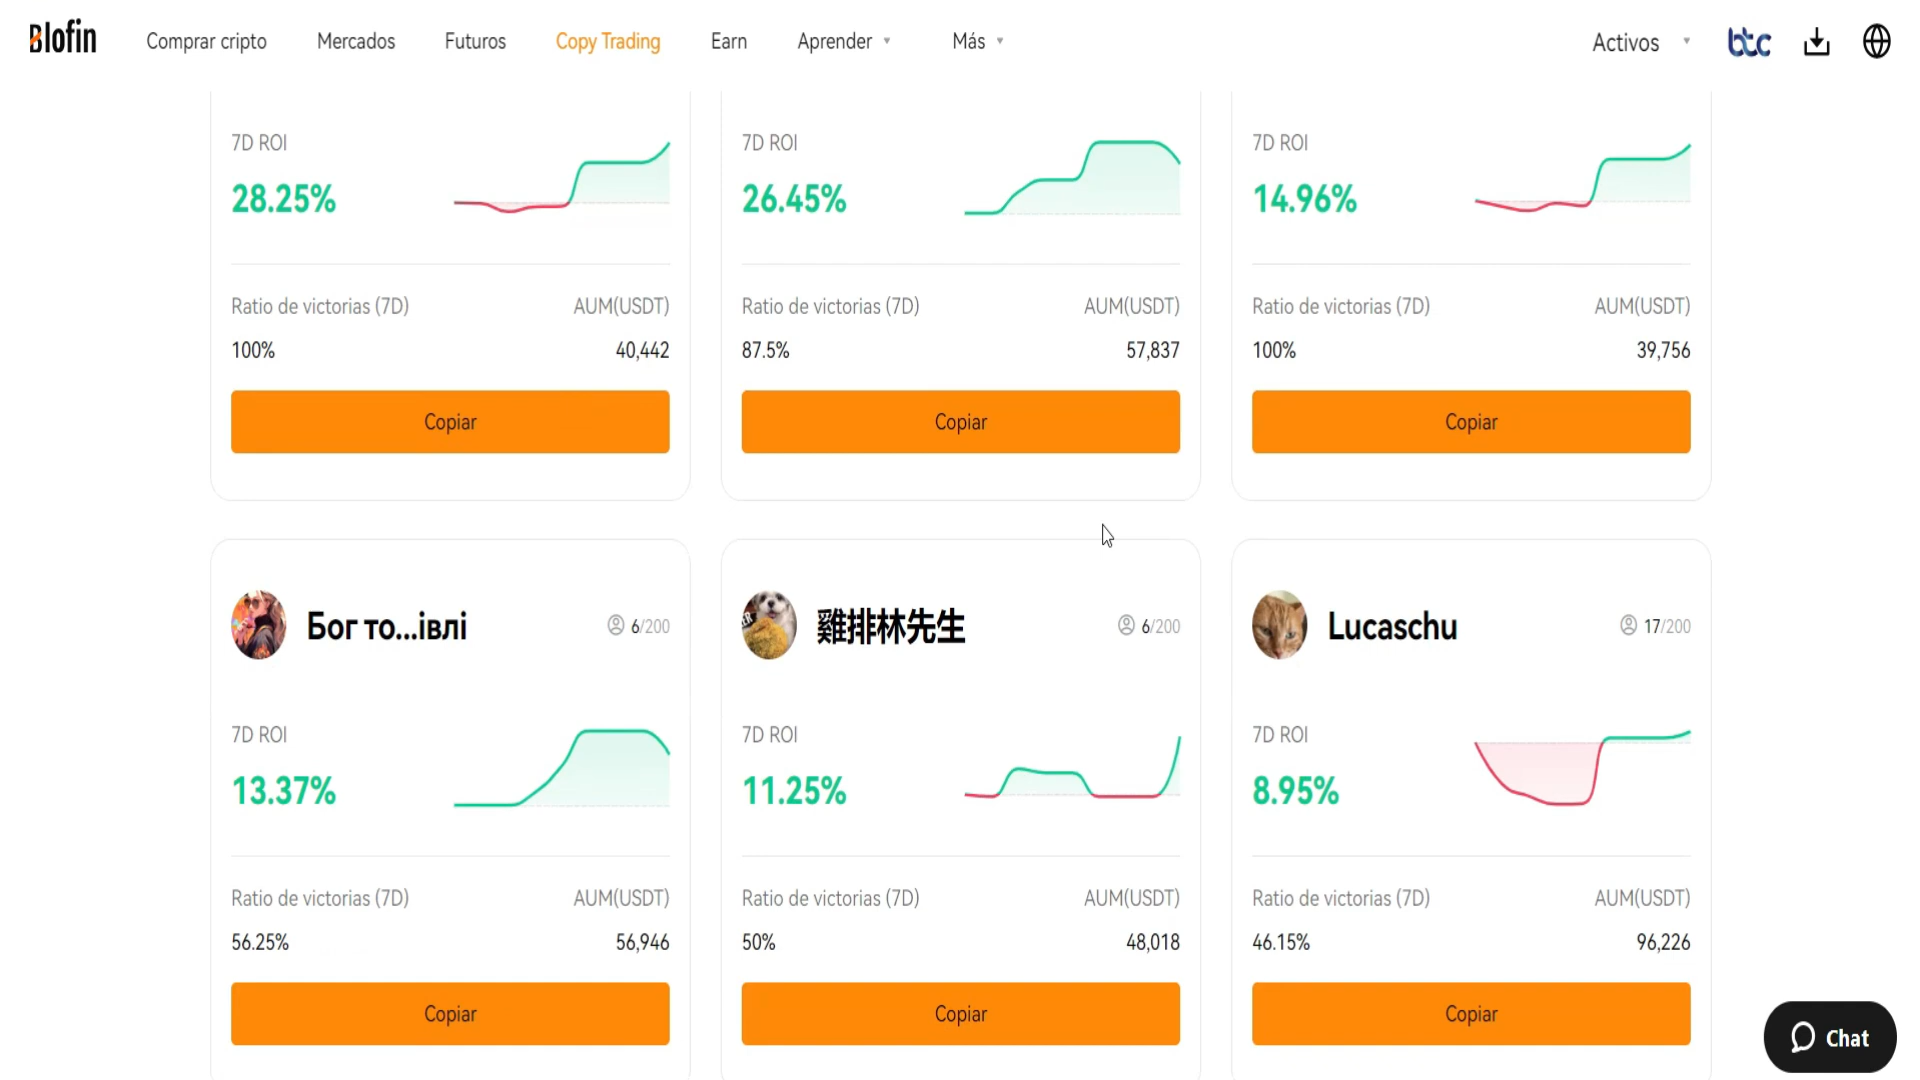 Blofin Comprar cripto Mercados Futuros Copy Trading Earn Aprender Más Activos btc
7D ROI 7D ROI 7D ROI
28.25% 26.45% 14.96%
Ratio de victorias (7D) AUM(USDT) Ratio de victorias (7D) AUM(USDT) Ratio de victorias (7D) AUM(USDT)
100% 40,442 87.5% 57,837 100% 39,756
Copiar Copiar Copiar
Бог то...івлі 6/200 雞排林先生 6/200 Lucaschu 17/200
7D ROI 7D ROI 7D ROI
13.37% 11.25% 8.95%
Ratio de victorias (7D) AUM(USDT) Ratio de victorias (7D) AUM(USDT) Ratio de victorias (7D) AUM(USDT)
56.25% 56,946 50% 48,018 46.15% 96,226
Copiar Copiar Copiar
Chat